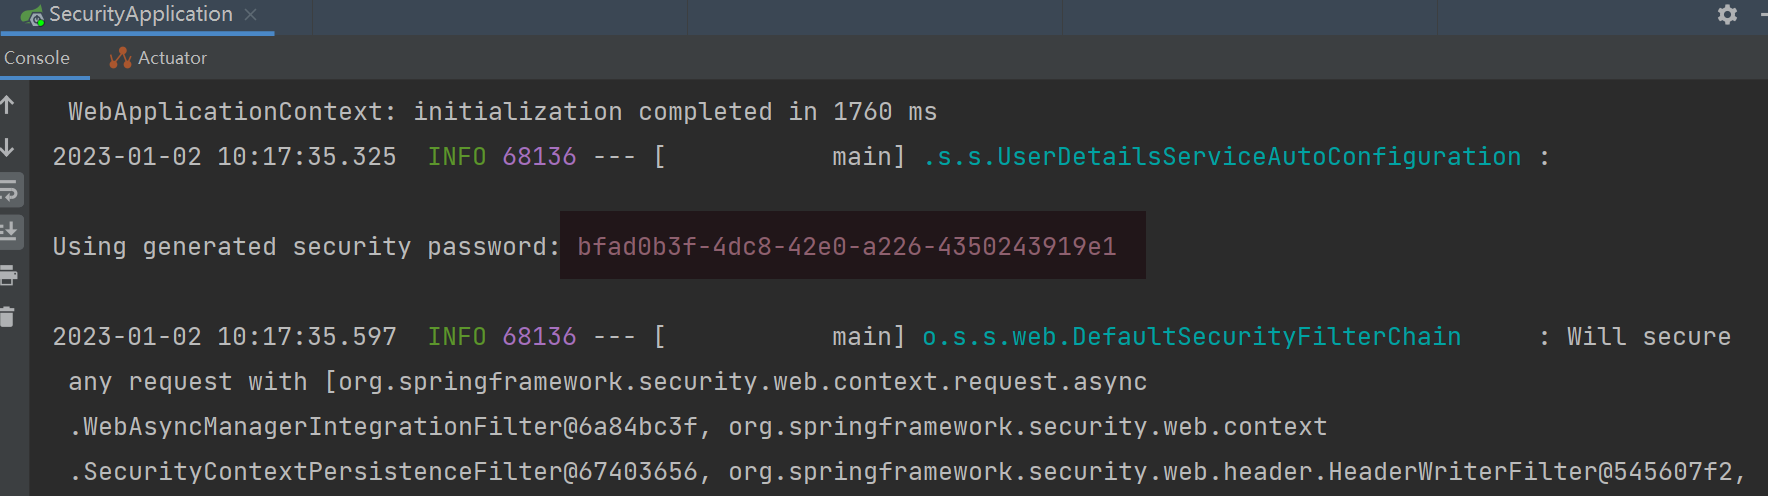 SecurityApplication
Console Actuator
WebApplicationContext: initialization completed in 1760 ms
2023-01-02 10:17:35.325  INFO 68136 --- [           main] .s.s.UserDetailsServiceAutoConfiguration :
Using generated security password: bfad0b3f-4dc8-42e0-a226-4350243919e1
2023-01-02 10:17:35.597  INFO 68136 --- [           main] o.s.s.web.DefaultSecurityFilterChain     : Will secure
any request with [org.springframework.security.web.context.request.async
.WebAsyncManagerIntegrationFilter@6a84bc3f, org.springframework.security.web.context
.SecurityContextPersistenceFilter@67403656, org.springframework.security.web.header.HeaderWriterFilter@545607f2,